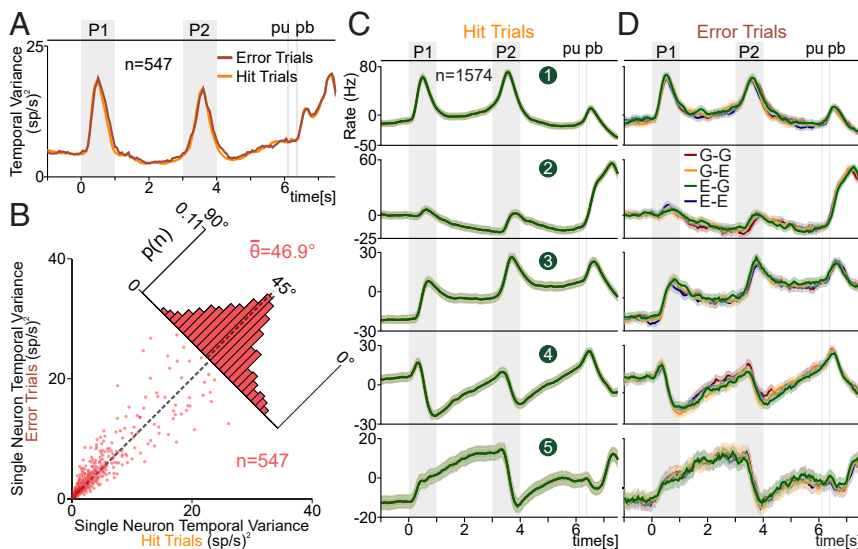 A
P1
P2
pu
pb
25
0
Temporal Variance
(sp/s)²
n=547
Error Trials
Hit Trials
0
2
4
6
time[s]
B
40
20
0
Single Neuron Temporal Variance
Error Trials (sp/s)²
0
20
40
Single Neuron Temporal Variance
Hit Trials (sp/s)²
p(n)
0
0.11
90°
45°
0°
θ̅=46.9°
n=547
C
Hit Trials
P1
P2
pu pb
n=1574
Rate (Hz)
80
0
-50
1
60
0
-25
2
30
0
-30
3
40
0
-30
4
20
0
-20
5
0
2
4
6
time[s]
D
Error Trials
P1
P2
pu pb
G-G
G-E
E-G
E-E
0
2
4
6
time[s]